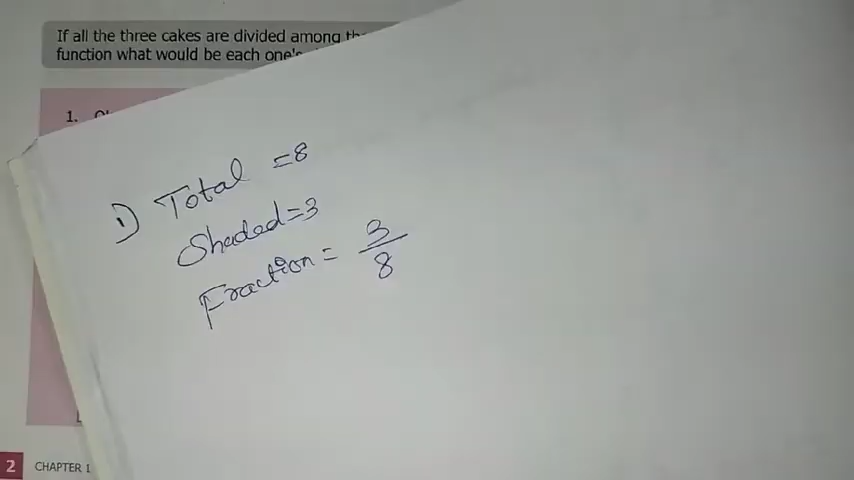 If all the three cakes are divided among
function what would be each one's
1.
1) Total = 8
Shaded = 3
Fraction = 3/8
2 CHAPTER 1